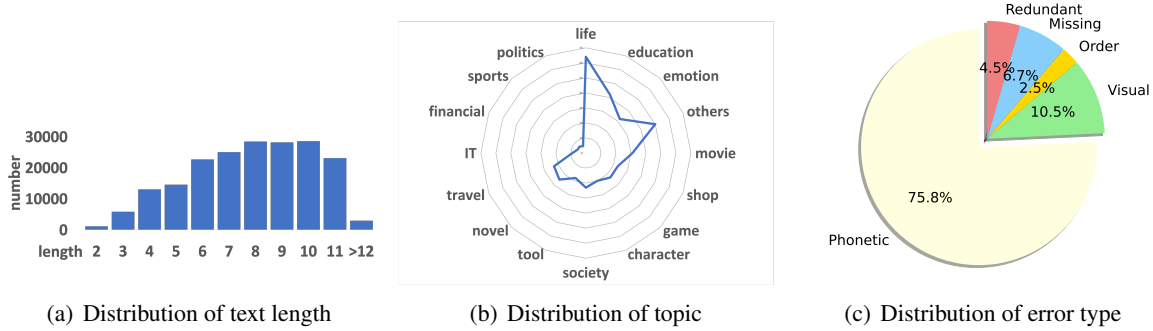 30000
20000
10000
0
number
length 2 3 4 5 6 7 8 9 10 11 >12
(a) Distribution of text length
life
education
emotion
others
movie
shop
game
character
society
tool
novel
travel
IT
financial
sports
politics
(b) Distribution of topic
Redundant
Missing
Order
Visual
4.5%
6.7%
2.5%
10.5%
75.8%
Phonetic
(c) Distribution of error type